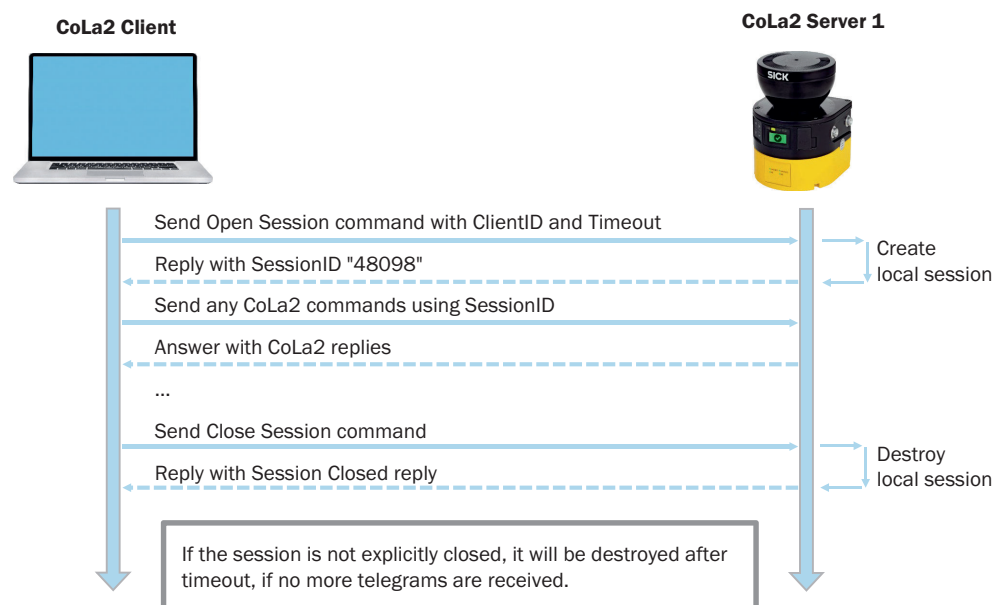 CoLa2 Client
CoLa2 Server 1
SICK
Send Open Session command with ClientID and Timeout
Create
local session
Reply with SessionID "48098"
Send any CoLa2 commands using SessionID
Answer with CoLa2 replies
...
Send Close Session command
Destroy
local session
Reply with Session Closed reply
If the session is not explicitly closed, it will be destroyed after
timeout, if no more telegrams are received.